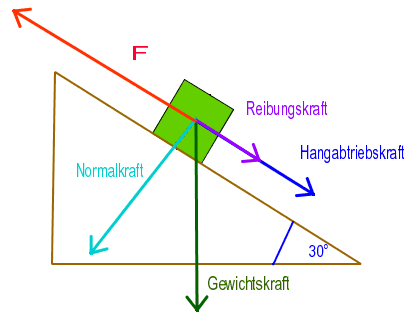 F
Reibungskraft
Hangabtriebskraft
Normalkraft
30°
Gewichtskraft